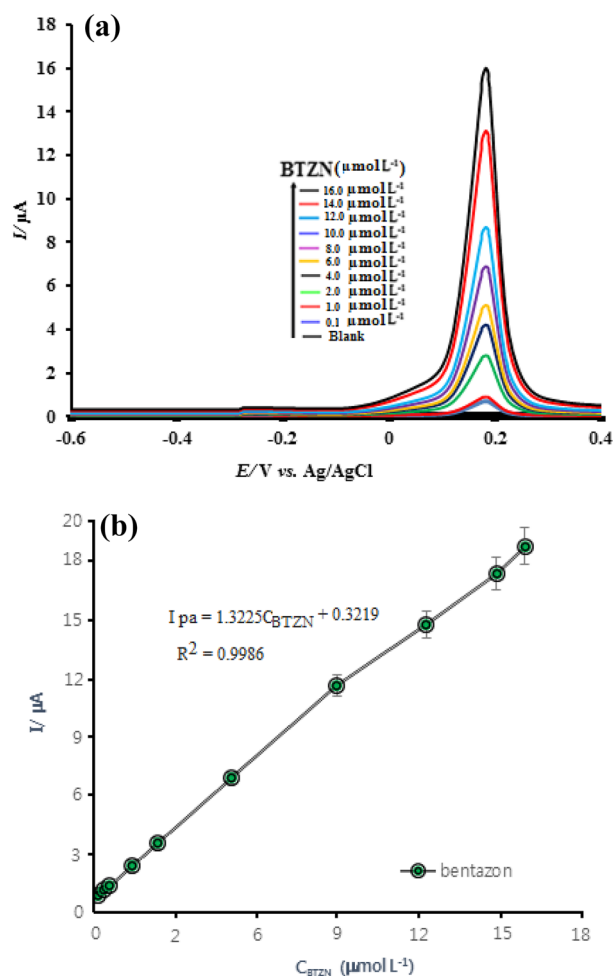 (a)
18
16
14
12
10
8
6
4
2
0
I/µA
BTZN(µmol L⁻¹)
16.0 µmol L⁻¹
14.0 µmol L⁻¹
12.0 µmol L⁻¹
10.0 µmol L⁻¹
8.0 µmol L⁻¹
6.0 µmol L⁻¹
4.0 µmol L⁻¹
2.0 µmol L⁻¹
1.0 µmol L⁻¹
0.1 µmol L⁻¹
Blank
-0.6 -0.4 -0.2 0 0.2 0.4
E/V vs. Ag/AgCl
(b)
20
18
15
12
9
6
3
0
I/ µA
I pa = 1.3225C_BTZN + 0.3219
R² = 0.9986
bentazon
0 2 6 9 12 15 18
C_BTZN (µmol L⁻¹)